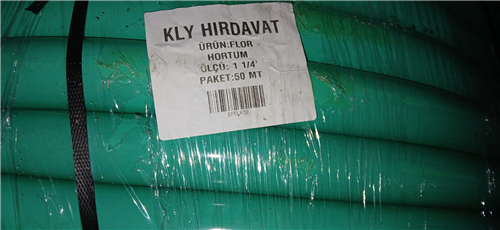 KLY HIRDAVAT
ÜRÜN:FLOR
HORTUM
ÖLÇÜ: 1 1/4'
PAKET:50 MT